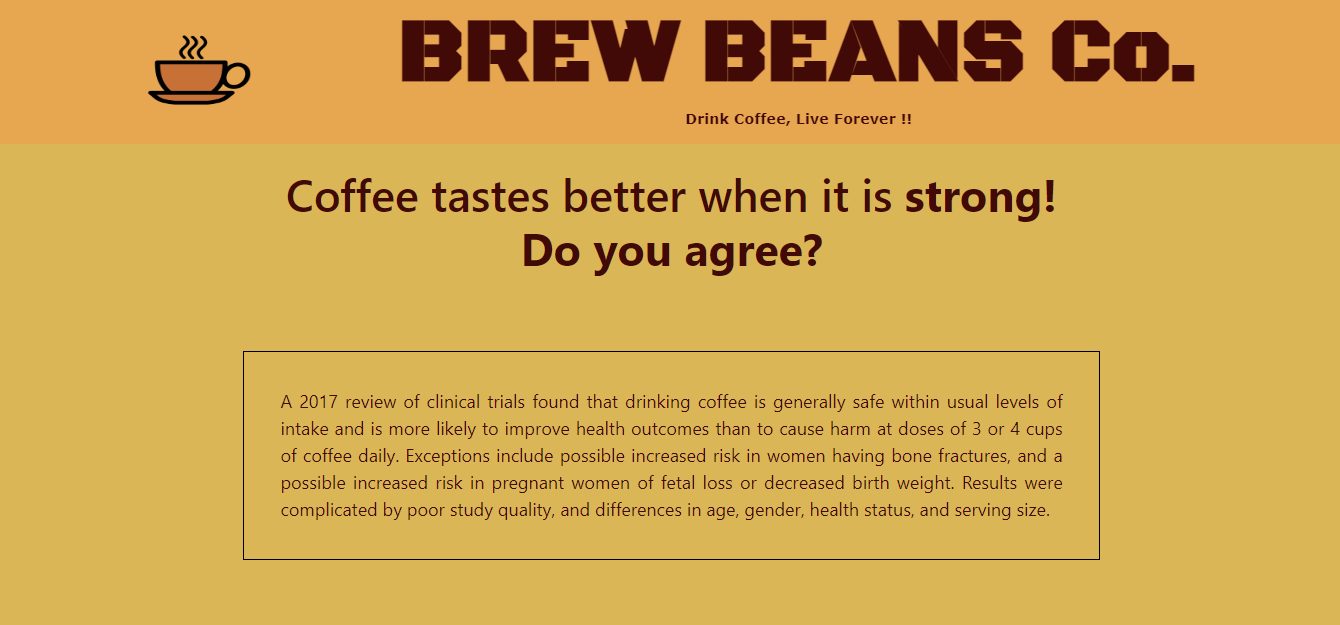 BREW BEANS Co.
Drink Coffee, Live Forever !!
Coffee tastes better when it is strong!
Do you agree?
A 2017 review of clinical trials found that drinking coffee is generally safe within usual levels of
intake and is more likely to improve health outcomes than to cause harm at doses of 3 or 4 cups
of coffee daily. Exceptions include possible increased risk in women having bone fractures, and a
possible increased risk in pregnant women of fetal loss or decreased birth weight. Results were
complicated by poor study quality, and differences in age, gender, health status, and serving size.